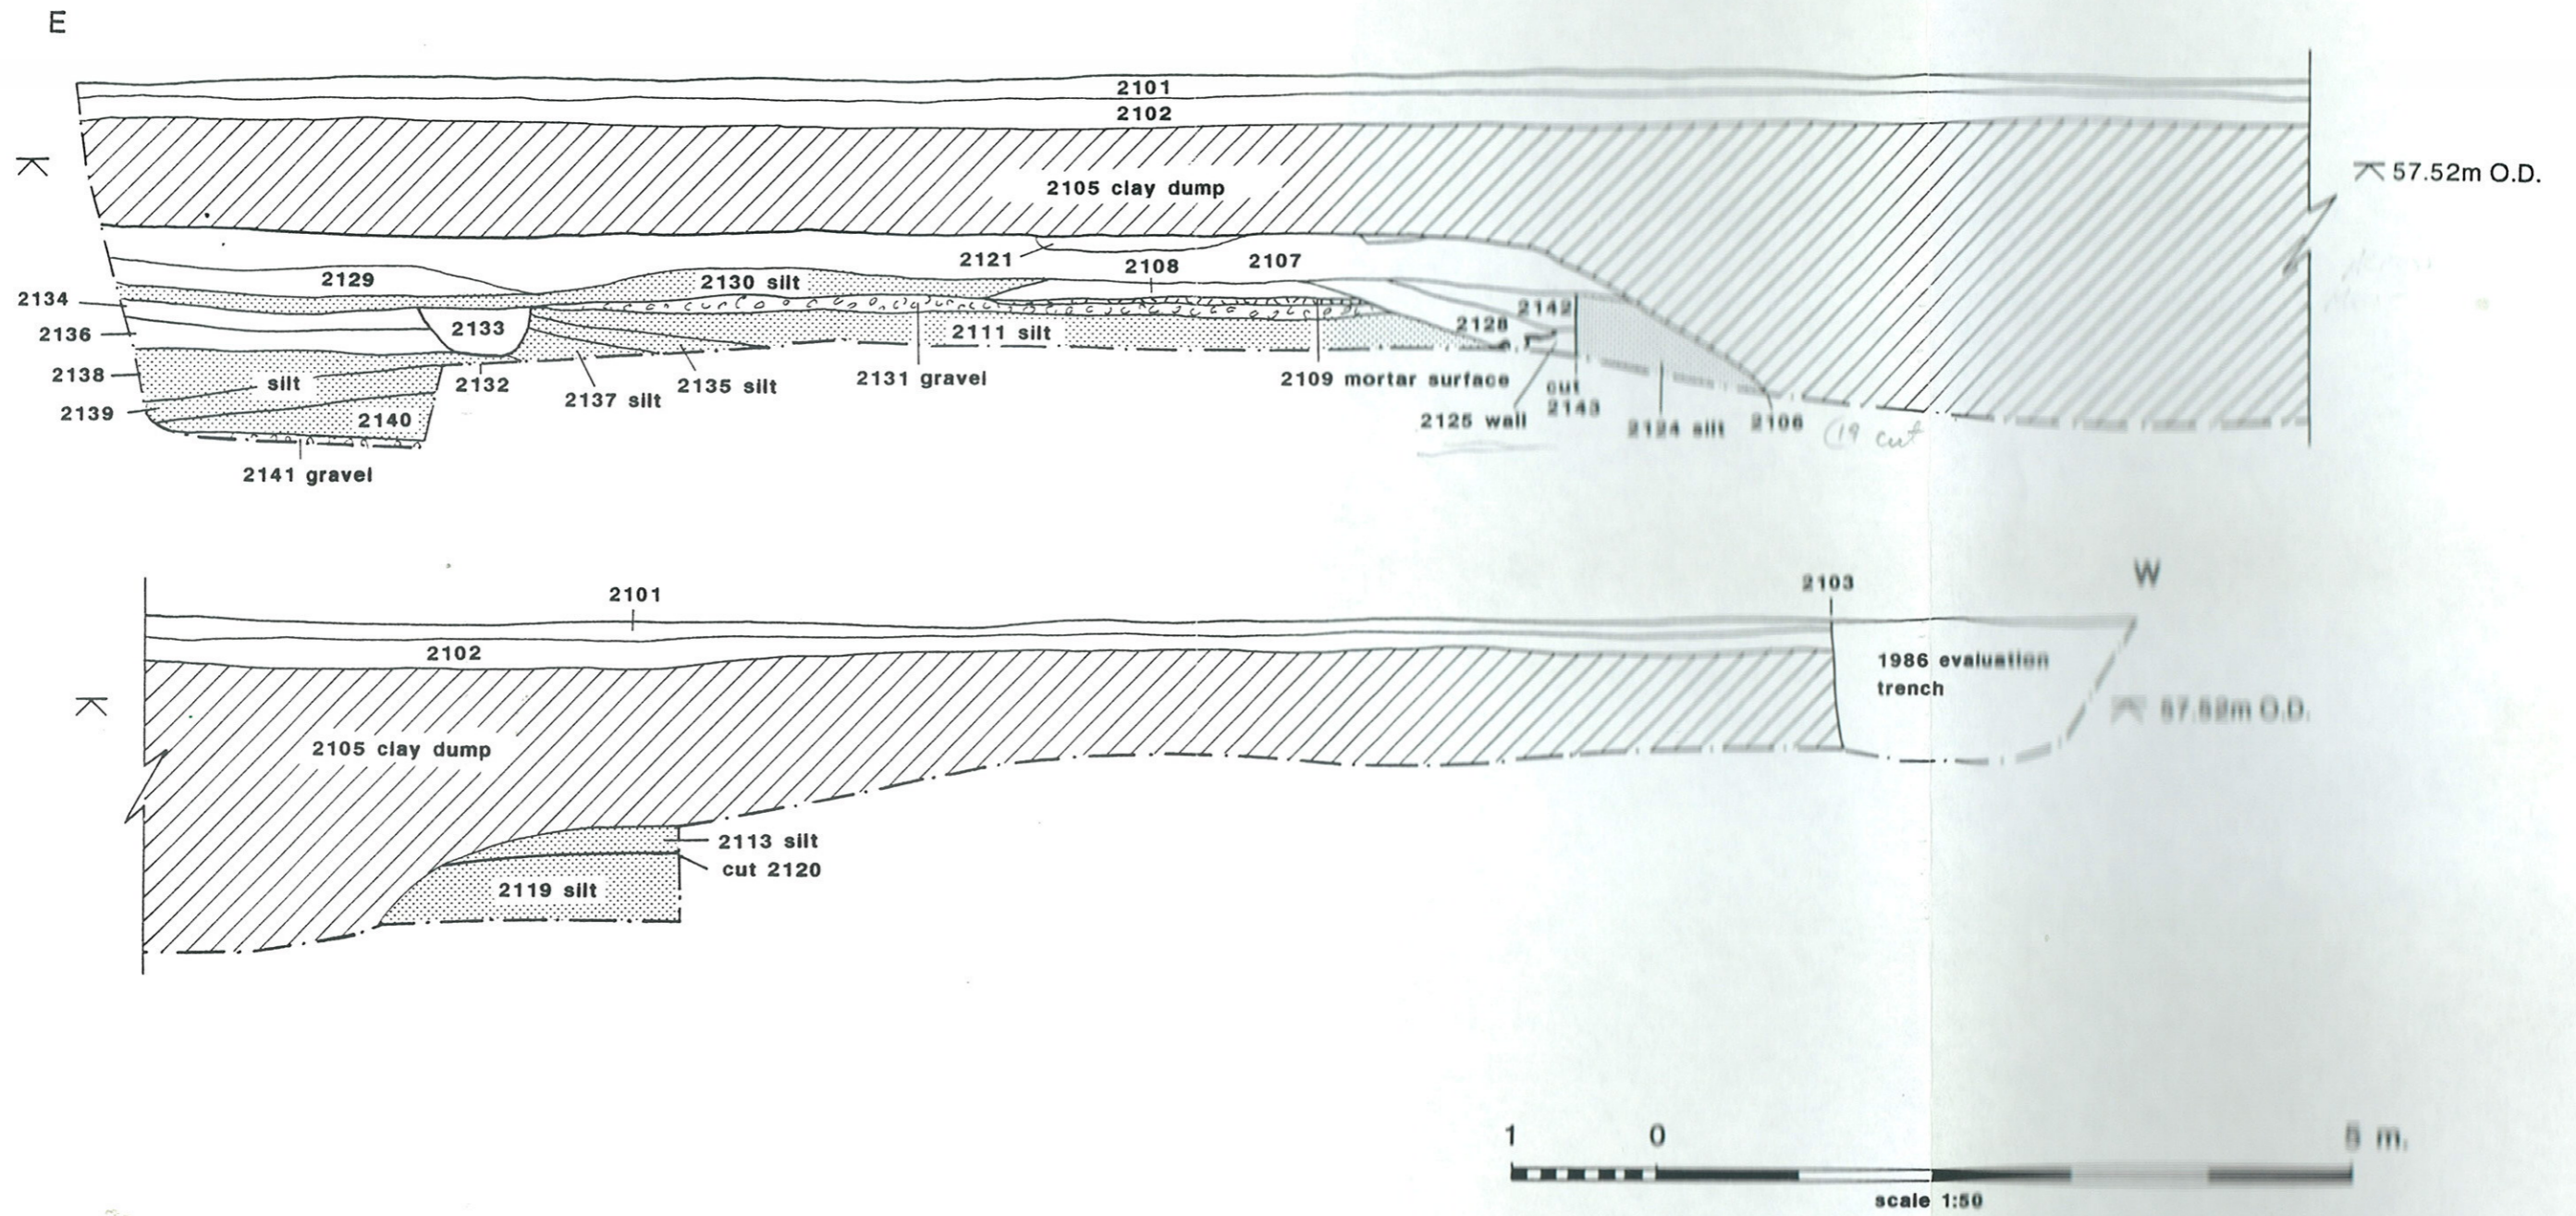 E
2101
2102
57.52m O.D.
2105 clay dump
2121
2108
2107
2129
2130 silt
2134
2133
2142
2136
2111 silt
2128
2138
silt
2132
2137 silt
2135 silt
2131 gravel
2109 mortar surface
cut
2143
2139
2140
2125 wall
2124 silt
2106
C19 cut
2141 gravel
2101
2103
W
2102
1986 evaluation
trench
57.52m O.D.
2105 clay dump
2113 silt
cut 2120
2119 silt
1 0 5 m.
scale 1:50